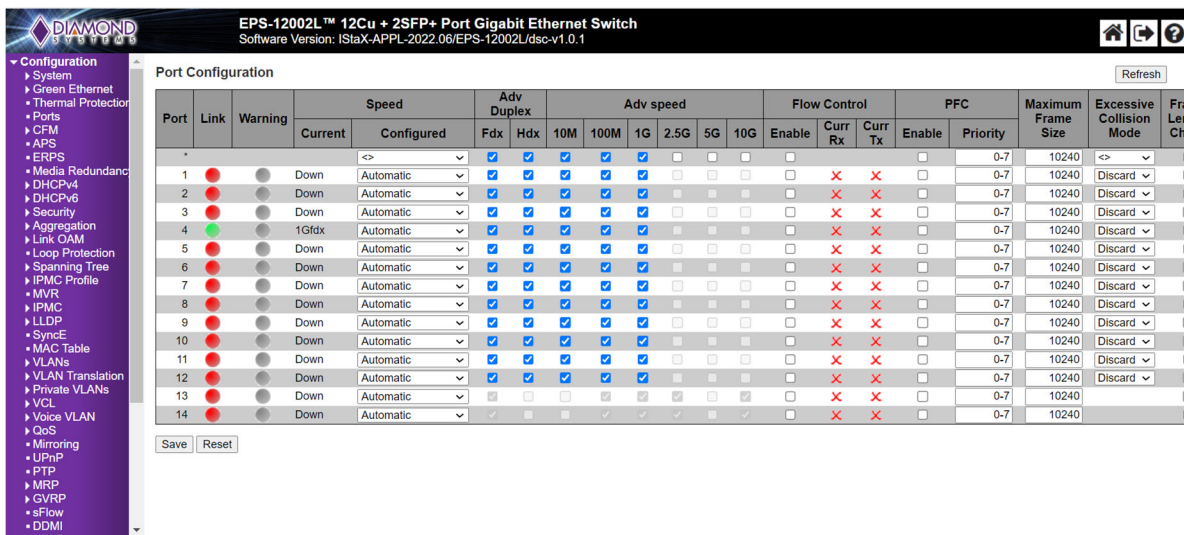 DIAMOND
SYSTEMS
EPS-12002L™ 12Cu + 2SFP+ Port Gigabit Ethernet Switch
Software Version: IStaX-APPL-2022.06/EPS-12002L/dsc-v1.0.1
Configuration
System
Green Ethernet
Thermal Protection
Ports
CFM
APS
ERPS
Media Redundanc
DHCPv4
DHCPv6
Security
Aggregation
Link OAM
Loop Protection
Spanning Tree
IPMC Profile
MVR
IPMC
LLDP
SyncE
MAC Table
VLANs
VLAN Translation
Private VLANs
VCL
Voice VLAN
QoS
Mirroring
UPnP
PTP
MRP
GVRP
sFlow
DDMI
Port Configuration
Refresh
Port Link Warning Speed Adv Duplex Adv speed Flow Control PFC Maximum Frame Size Excessive Collision Mode Fra Len Ch
Current Configured Fdx Hdx 10M 100M 1G 2.5G 5G 10G Enable Curr Rx Curr Tx Enable Priority
* <> 0-7 10240 <>
1 Down Automatic 0-7 10240 Discard
2 Down Automatic 0-7 10240 Discard
3 Down Automatic 0-7 10240 Discard
4 1Gfdx Automatic 0-7 10240 Discard
5 Down Automatic 0-7 10240 Discard
6 Down Automatic 0-7 10240 Discard
7 Down Automatic 0-7 10240 Discard
8 Down Automatic 0-7 10240 Discard
9 Down Automatic 0-7 10240 Discard
10 Down Automatic 0-7 10240 Discard
11 Down Automatic 0-7 10240 Discard
12 Down Automatic 0-7 10240 Discard
13 Down Automatic 0-7 10240
14 Down Automatic 0-7 10240
Save Reset